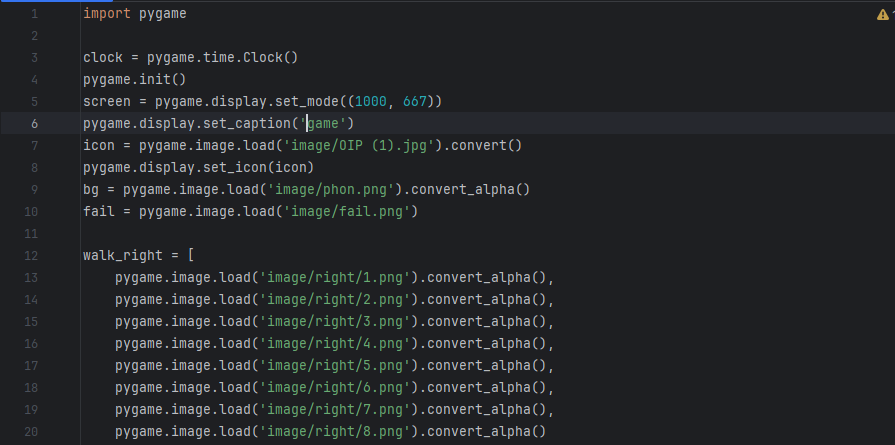 1 import pygame
2
3 clock = pygame.time.Clock()
4 pygame.init()
5 screen = pygame.display.set_mode((1000, 667))
6 pygame.display.set_caption('game')
7 icon = pygame.image.load('image/OIP (1).jpg').convert()
8 pygame.display.set_icon(icon)
9 bg = pygame.image.load('image/phon.png').convert_alpha()
10 fail = pygame.image.load('image/fail.png')
11
12 walk_right = [
13     pygame.image.load('image/right/1.png').convert_alpha(),
14     pygame.image.load('image/right/2.png').convert_alpha(),
15     pygame.image.load('image/right/3.png').convert_alpha(),
16     pygame.image.load('image/right/4.png').convert_alpha(),
17     pygame.image.load('image/right/5.png').convert_alpha(),
18     pygame.image.load('image/right/6.png').convert_alpha(),
19     pygame.image.load('image/right/7.png').convert_alpha(),
20     pygame.image.load('image/right/8.png').convert_alpha()